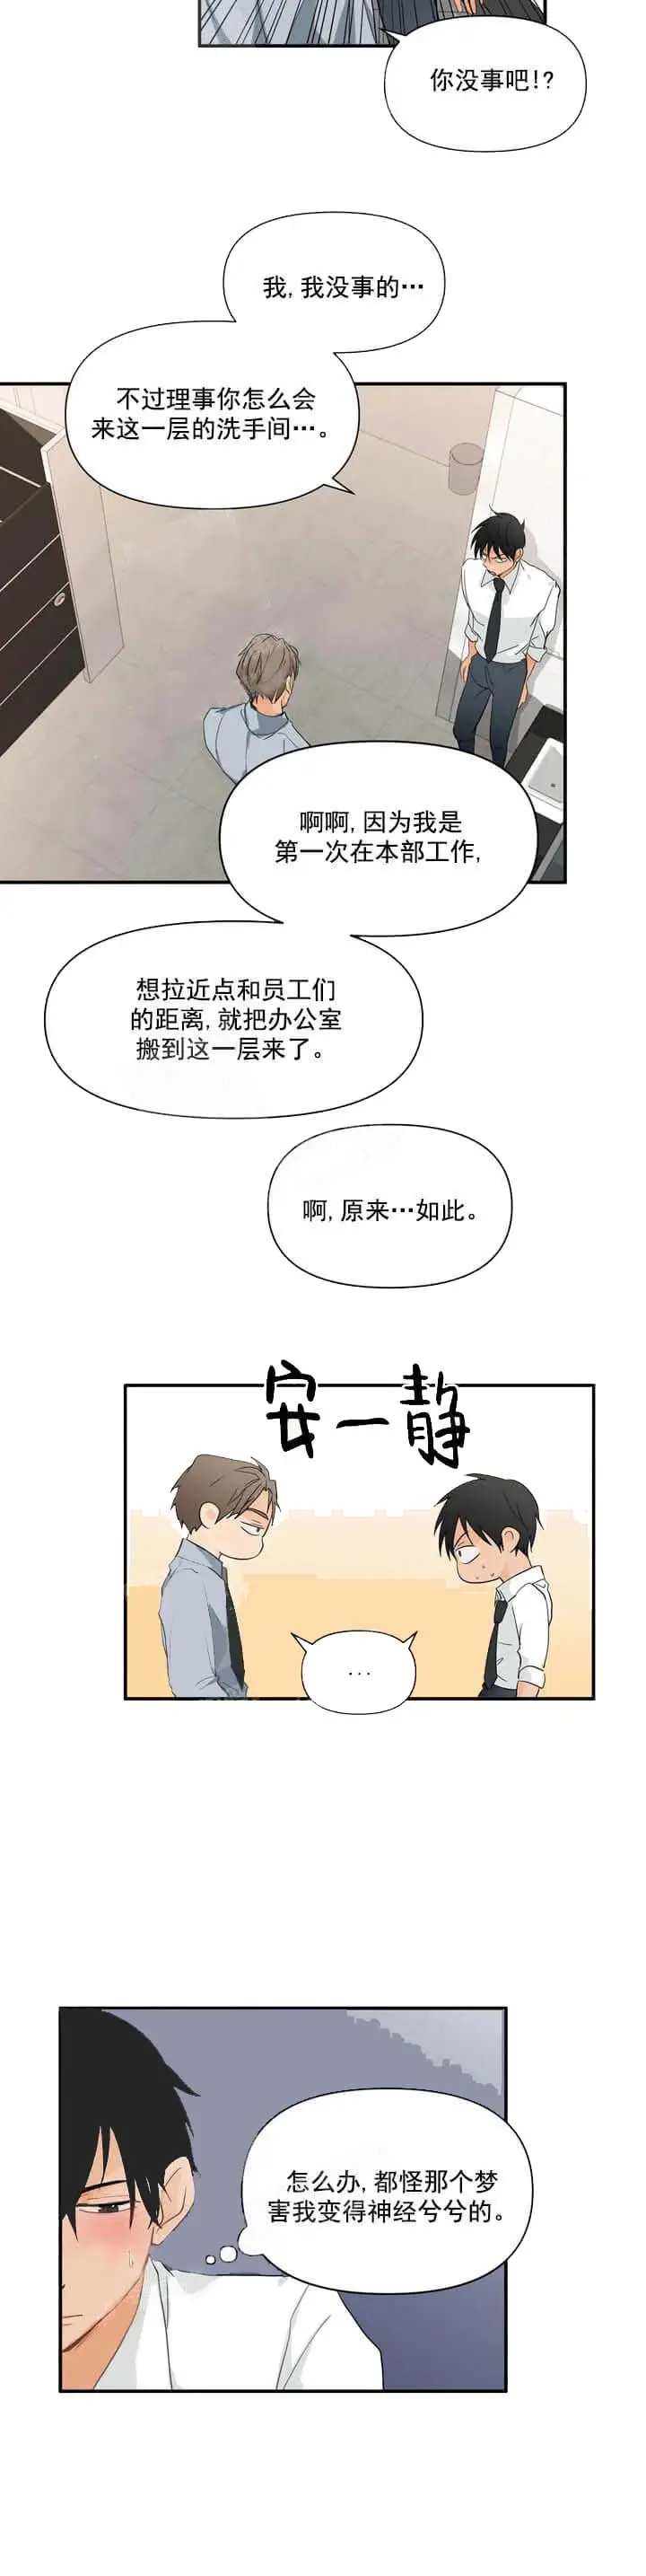 你没事吧!?
我,我没事的…
不过理事你怎么会
来这一层的洗手间…。
啊啊,因为我是
第一次在本部工作,
想拉近点和员工们
的距离,就把办公室
搬到这一层来了。
啊,原来…如此。
安一静
...
怎么办,都怪那个梦
害我变得神经兮兮的。